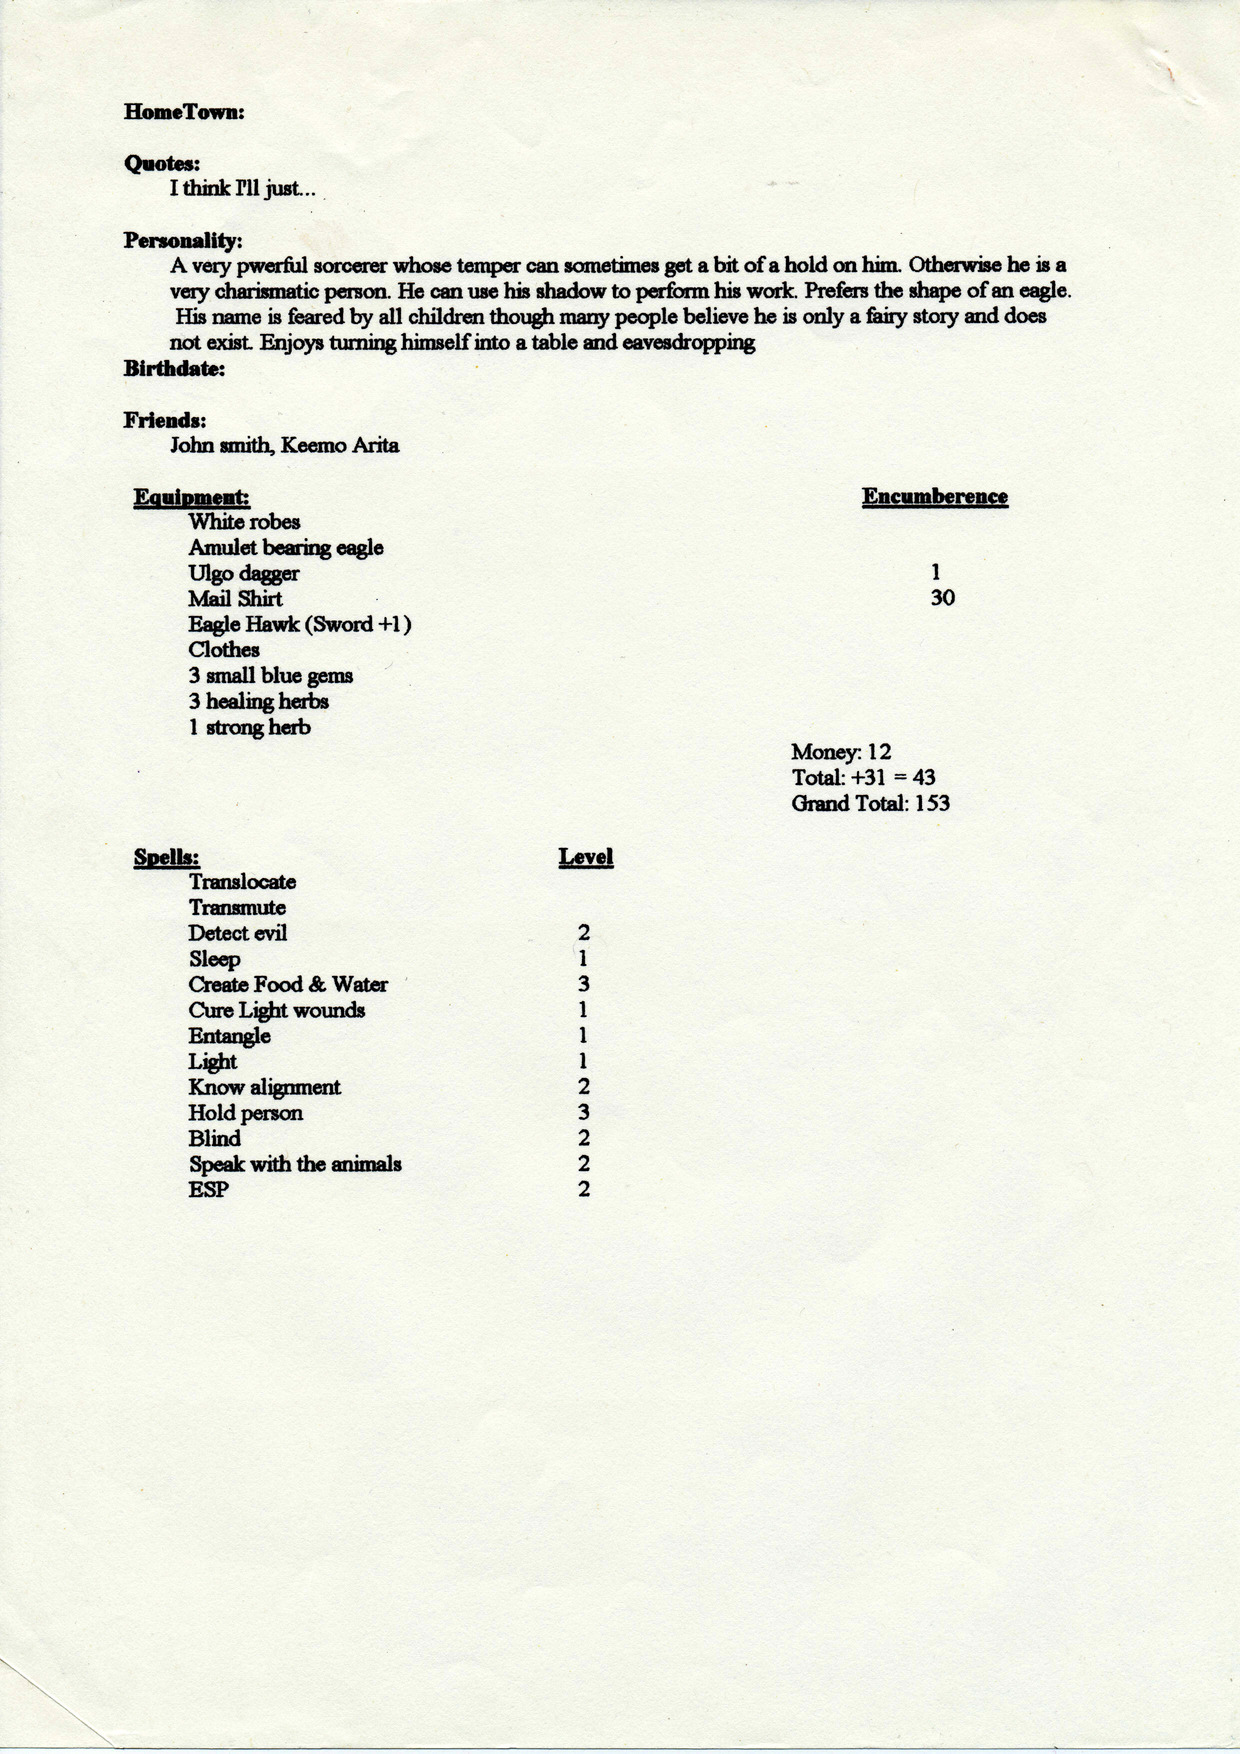 HomeTown:
Quotes:
I think I'll just...
Personality:
A very pwerful sorcerer whose temper can sometimes get a bit of a hold on him. Otherwise he is a
very charismatic person. He can use his shadow to perform his work. Prefers the shape of an eagle.
His name is feared by all children though many people believe he is only a fairy story and does
not exist. Enjoys turning himself into a table and eavesdropping
Birthdate:
Friends:
John smith, Keemo Arita
Equipment: Encumberence
White robes
Amulet bearing eagle
Ulgo dagger 1
Mail Shirt 30
Eagle Hawk (Sword +1)
Clothes
3 small blue gems
3 healing herbs
1 strong herb
Money: 12
Total: +31 = 43
Grand Total: 153
Spells: Level
Translocate
Transmute
Detect evil 2
Sleep 1
Create Food & Water 3
Cure Light wounds 1
Entangle 1
Light 1
Know alignment 2
Hold person 3
Blind 2
Speak with the animals 2
ESP 2